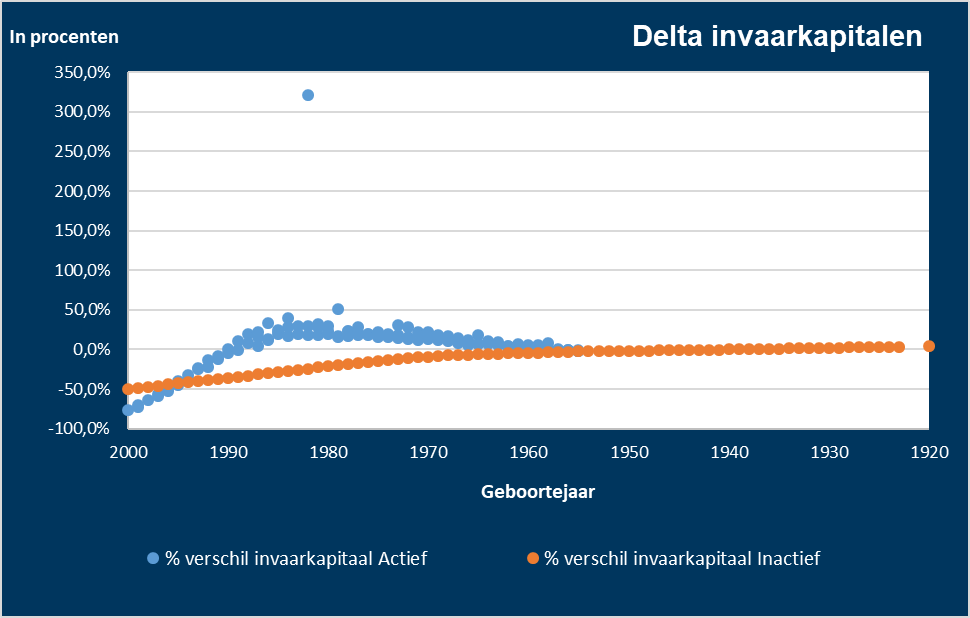 In procenten
Delta invaarkapitalen
350,0%
300,0%
250,0%
200,0%
150,0%
100,0%
50,0%
0,0%
-50,0%
-100,0%
2000 1990 1980 1970 1960 1950 1940 1930 1920
Geboortejaar
% verschil invaarkapitaal Actief % verschil invaarkapitaal Inactief